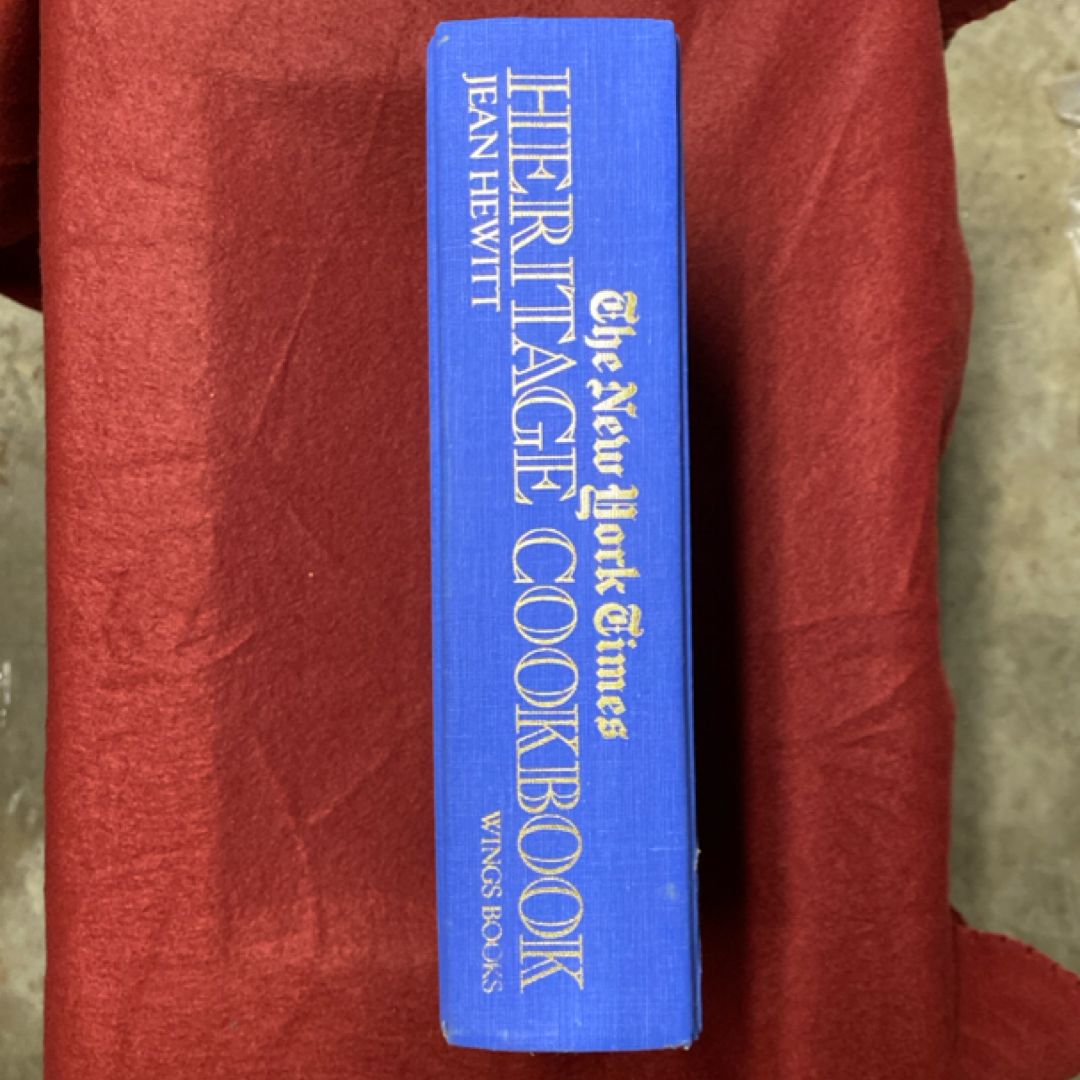 The New York Times
HERITAGE COOKBOOK
JEAN HEWITT
WINGS BOOKS